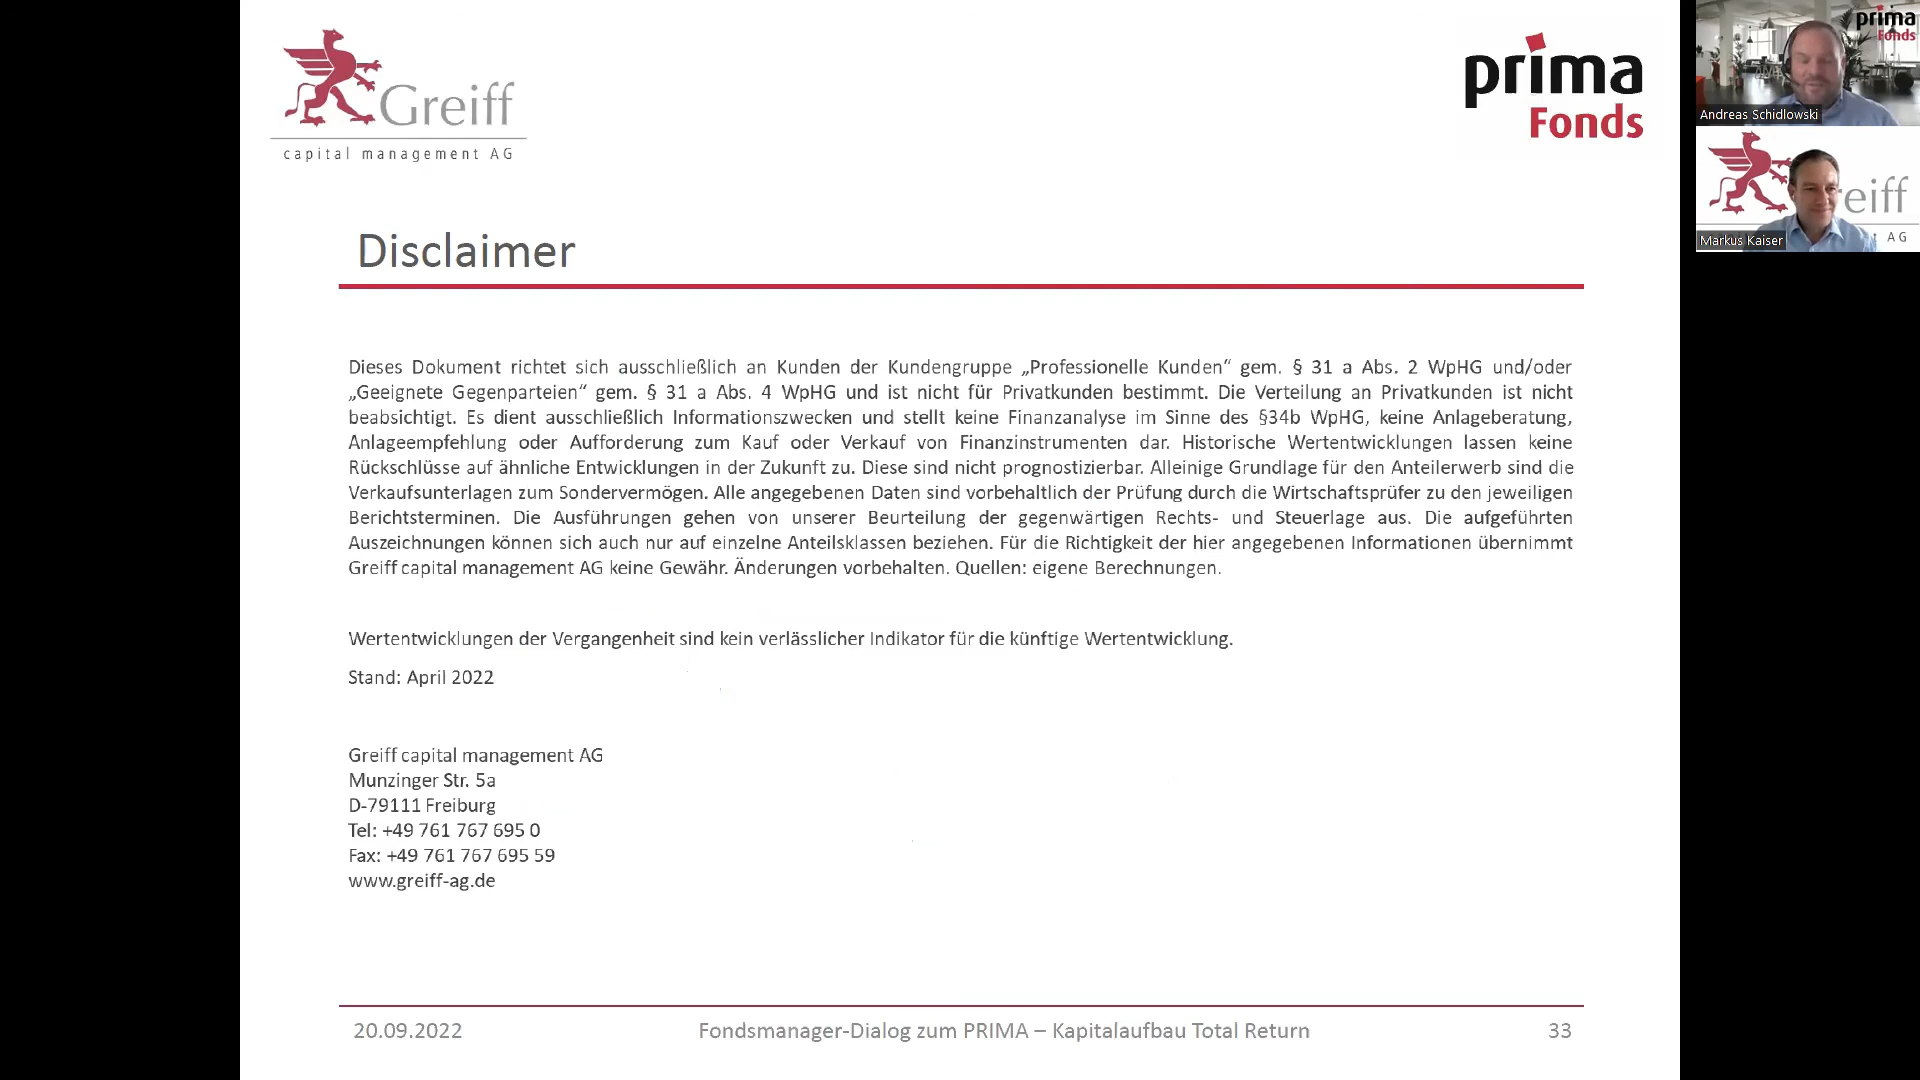 Greiff
capital management AG
prima
Fonds
prima
Fonds
Andreas Schidlowski
eiff
AG
Markus Kaiser
Disclaimer
Dieses Dokument richtet sich ausschließlich an Kunden der Kundengruppe „Professionelle Kunden“ gem. § 31 a Abs. 2 WpHG und/oder
„Geeignete Gegenparteien“ gem. § 31 a Abs. 4 WpHG und ist nicht für Privatkunden bestimmt. Die Verteilung an Privatkunden ist nicht
beabsichtigt. Es dient ausschließlich Informationszwecken und stellt keine Finanzanalyse im Sinne des §34b WpHG, keine Anlageberatung,
Anlageempfehlung oder Aufforderung zum Kauf oder Verkauf von Finanzinstrumenten dar. Historische Wertentwicklungen lassen keine
Rückschlüsse auf ähnliche Entwicklungen in der Zukunft zu. Diese sind nicht prognostizierbar. Alleinige Grundlage für den Anteilerwerb sind die
Verkaufsunterlagen zum Sondervermögen. Alle angegebenen Daten sind vorbehaltlich der Prüfung durch die Wirtschaftsprüfer zu den jeweiligen
Berichtsterminen. Die Ausführungen gehen von unserer Beurteilung der gegenwärtigen Rechts- und Steuerlage aus. Die aufgeführten
Auszeichnungen können sich auch nur auf einzelne Anteilsklassen beziehen. Für die Richtigkeit der hier angegebenen Informationen übernimmt
Greiff capital management AG keine Gewähr. Änderungen vorbehalten. Quellen: eigene Berechnungen.
Wertentwicklungen der Vergangenheit sind kein verlässlicher Indikator für die künftige Wertentwicklung.
Stand: April 2022
Greiff capital management AG
Munzinger Str. 5a
D-79111 Freiburg
Tel: +49 761 767 695 0
Fax: +49 761 767 695 59
www.greiff-ag.de
20.09.2022
Fondsmanager-Dialog zum PRIMA – Kapitalaufbau Total Return
33